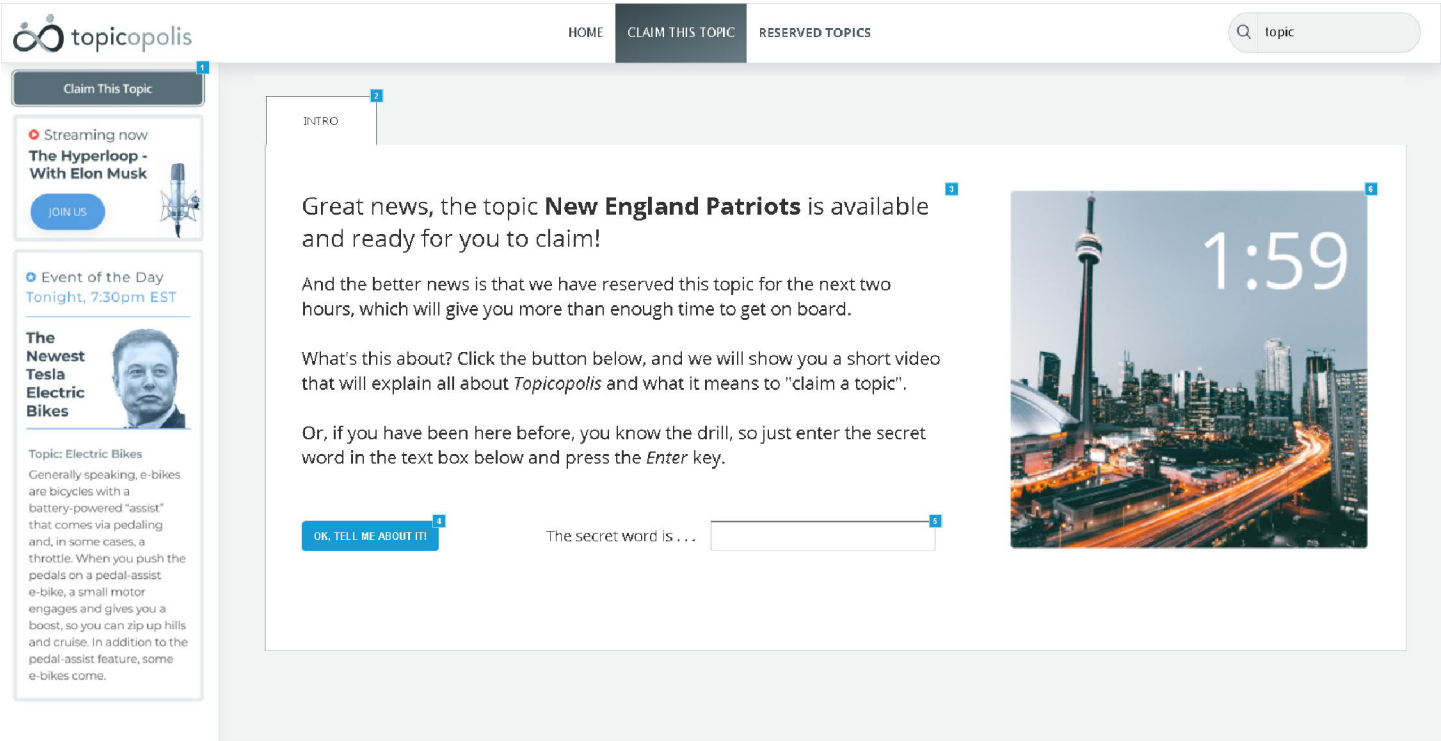 topicopolis
HOME
CLAIM THIS TOPIC
RESERVED TOPICS
topic
1
Claim This Topic
Streaming now
The Hyperloop -
With Elon Musk
JOIN US
Event of the Day
Tonight, 7:30pm EST
The
Newest
Tesla
Electric
Bikes
Topic: Electric Bikes
Generally speaking, e-bikes
are bicycles with a
battery-powered “assist”
that comes via pedaling
and, in some cases, a
throttle. When you push the
pedals on a pedal-assist
e-bike, a small motor
engages and gives you a
boost, so you can zip up hills
and cruise. In addition to the
pedal-assist feature, some
e-bikes come.
2
INTRO
3
Great news, the topic New England Patriots is available
and ready for you to claim!
And the better news is that we have reserved this topic for the next two
hours, which will give you more than enough time to get on board.
What's this about? Click the button below, and we will show you a short video
that will explain all about Topicopolis and what it means to "claim a topic".
Or, if you have been here before, you know the drill, so just enter the secret
word in the text box below and press the Enter key.
4
OK, TELL ME ABOUT IT!
The secret word is . . .
5
6
1:59